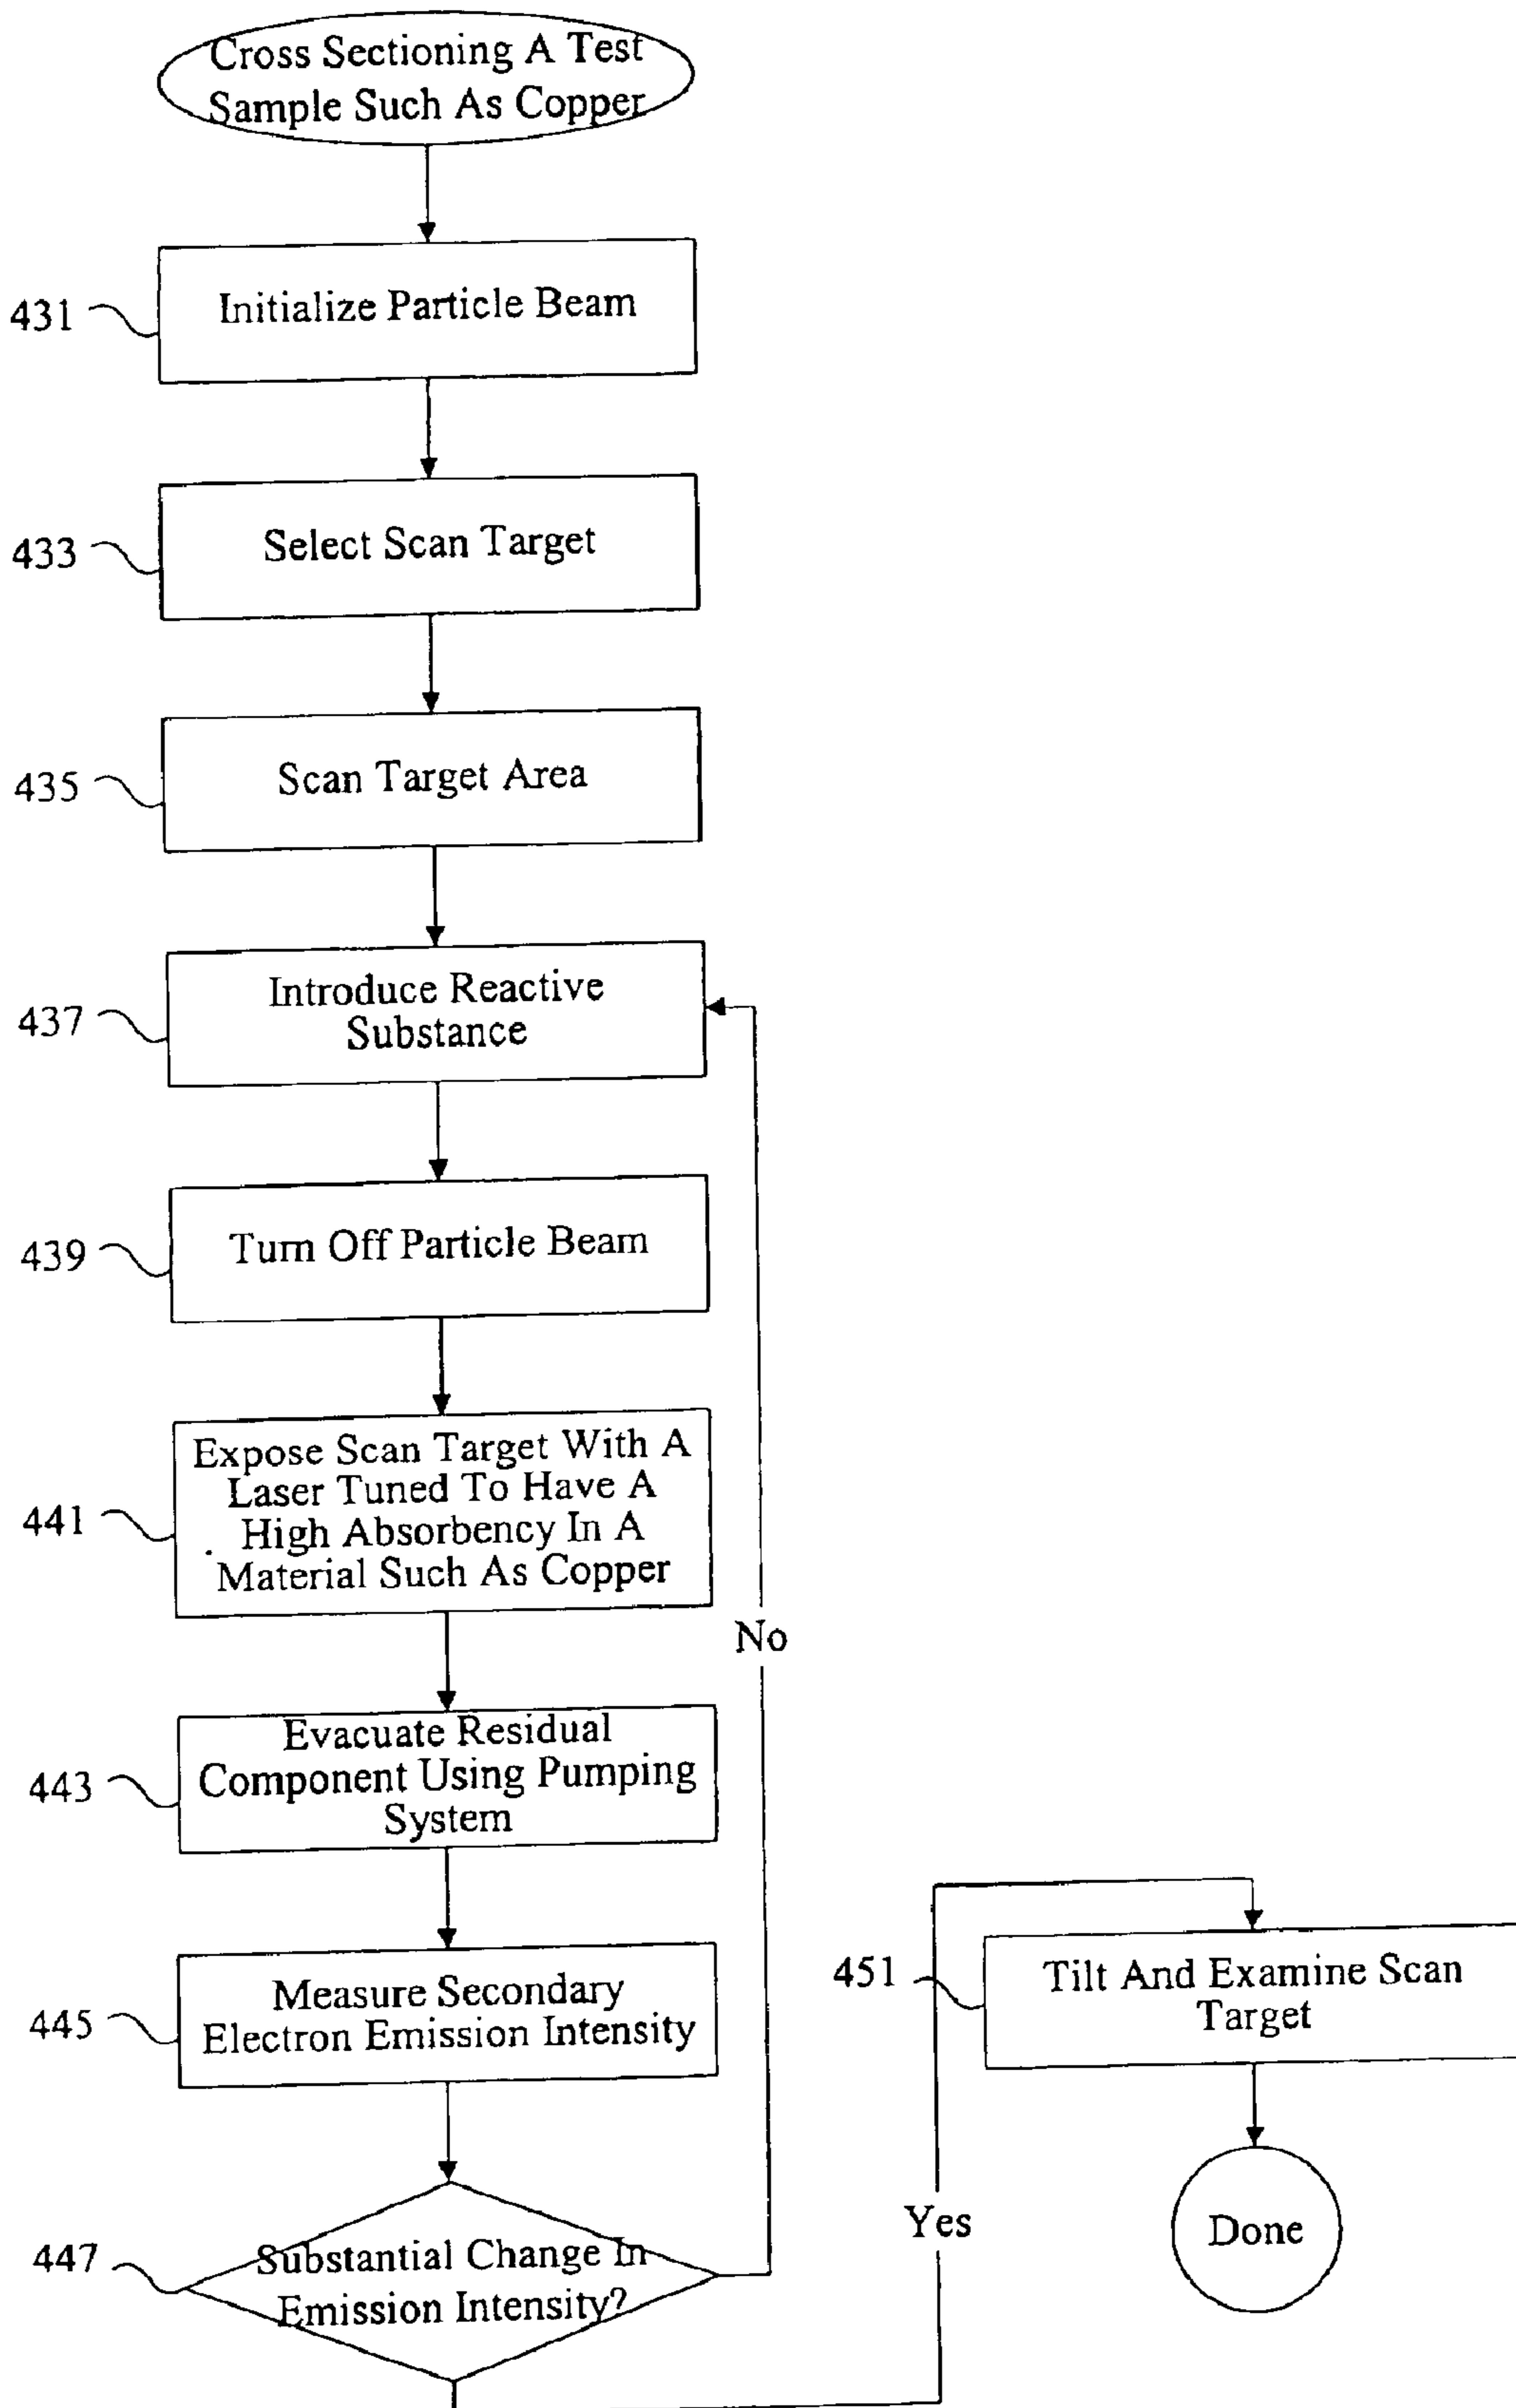 Cross Sectioning A Test
Sample Such As Copper
431
Initialize Particle Beam
433
Select Scan Target
435
Scan Target Area
437
Introduce Reactive
Substance
439
Turn Off Particle Beam
441
Expose Scan Target With A
Laser Tuned To Have A
High Absorbency In A
Material Such As Copper
No
443
Evacuate Residual
Component Using Pumping
System
445
Measure Secondary
Electron Emission Intensity
447
Substantial Change In
Emission Intensity?
Yes
451
Tilt And Examine Scan
Target
Done